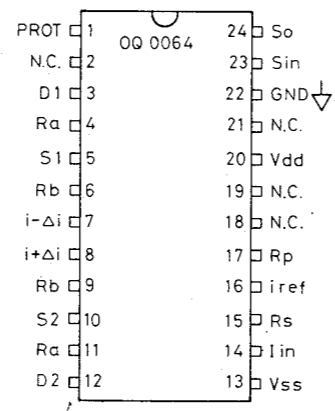 PROT 1 OQ 0064 24 So
N.C. 2 23 Sin
D1 3 22 GND
Ra 4 21 N.C.
S1 5 20 Vdd
Rb 6 19 N.C.
i-Δi 7 18 N.C.
i+Δi 8 17 Rp
Rb 9 16 iref
S2 10 15 Rs
Ra 11 14 Iin
D2 12 13 Vss